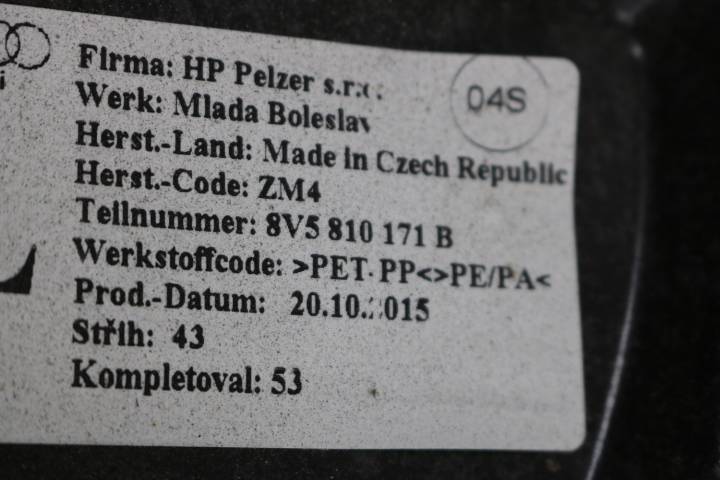 Firma: HP Pelzer s.r.o.
04S
Werk: Mlada Boleslav
Herst.-Land: Made in Czech Republic
Herst.-Code: ZM4
Teilnummer: 8V5 810 171 B
Werkstoffcode: >PET-PP<>PE/PA<
Prod.-Datum: 20.10.2015
Střih: 43
Kompletoval: 53